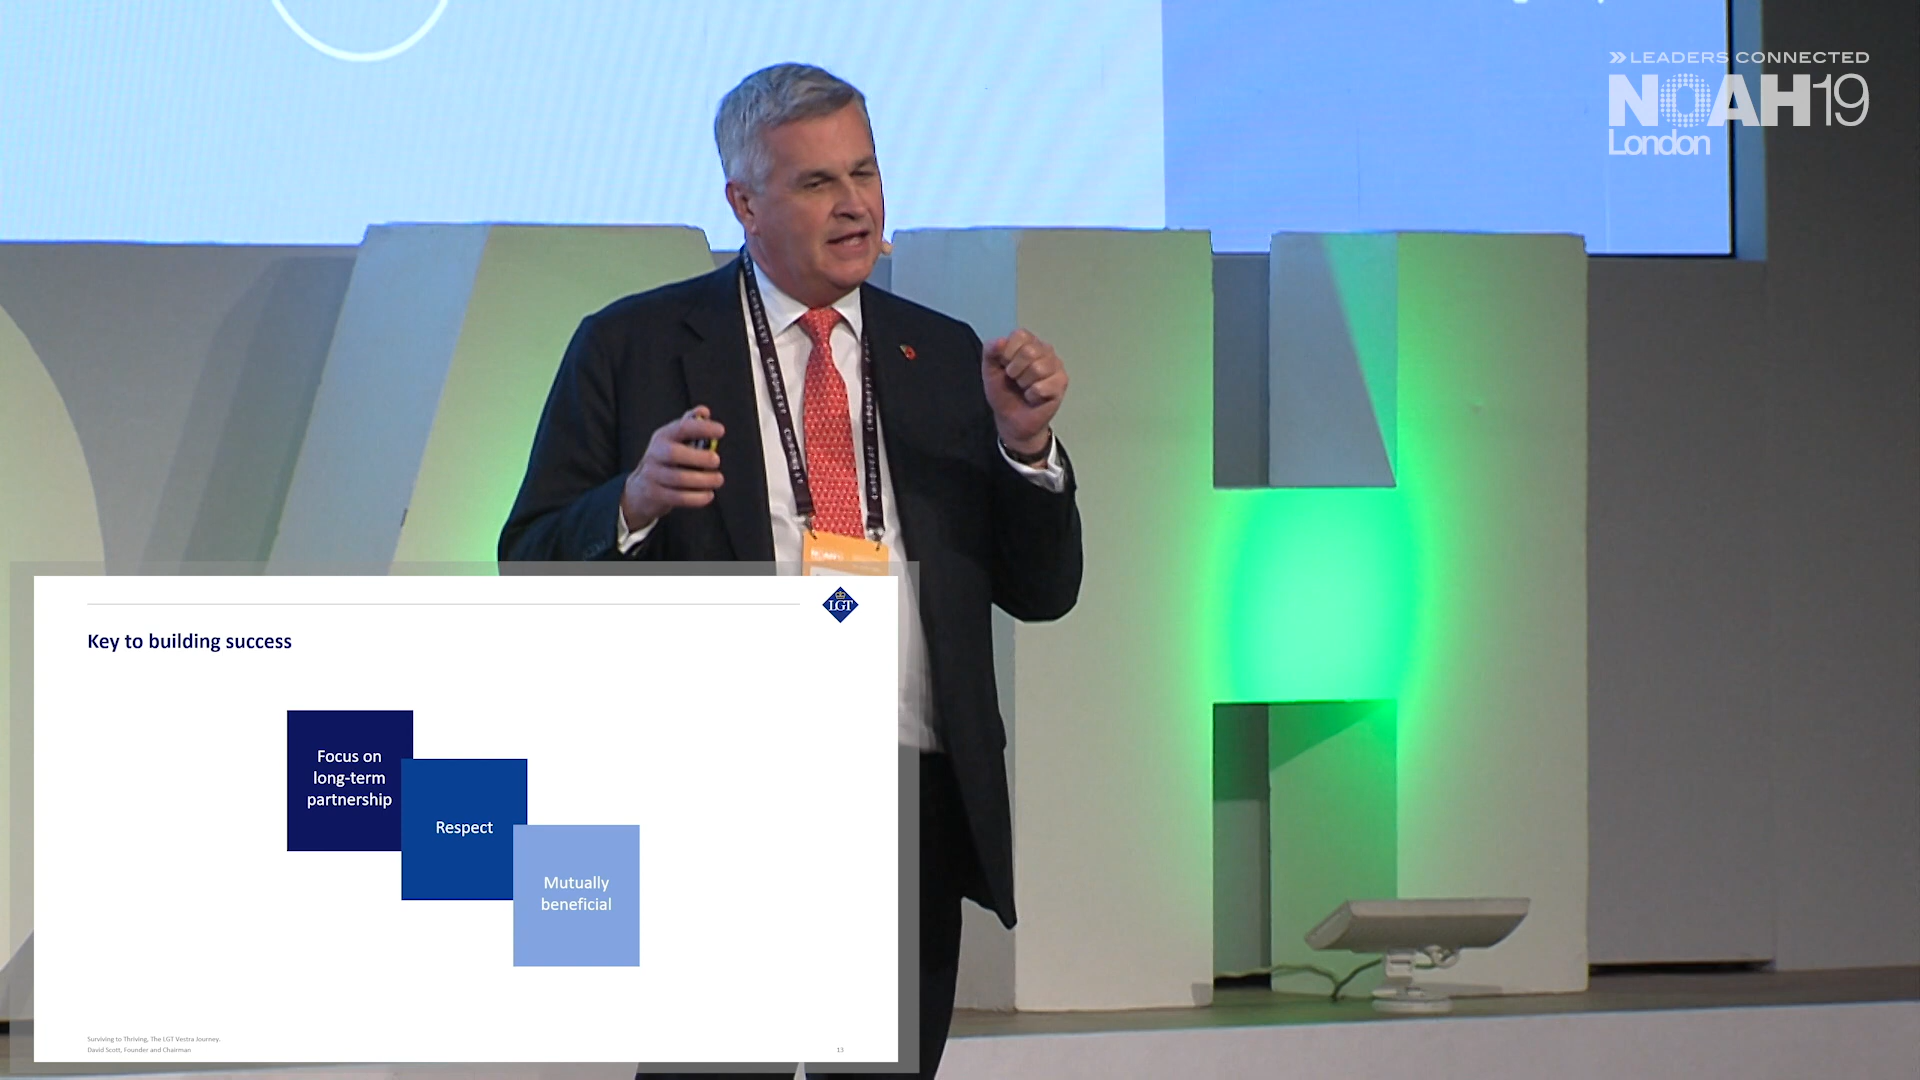 LEADERS CONNECTED
NOAH19
London
LGT
Key to building success
Focus on
long-term
partnership
Respect
Mutually
beneficial
Surviving to Thriving, The LGT Vestra Journey.
David Scott, Founder and Chairman
13